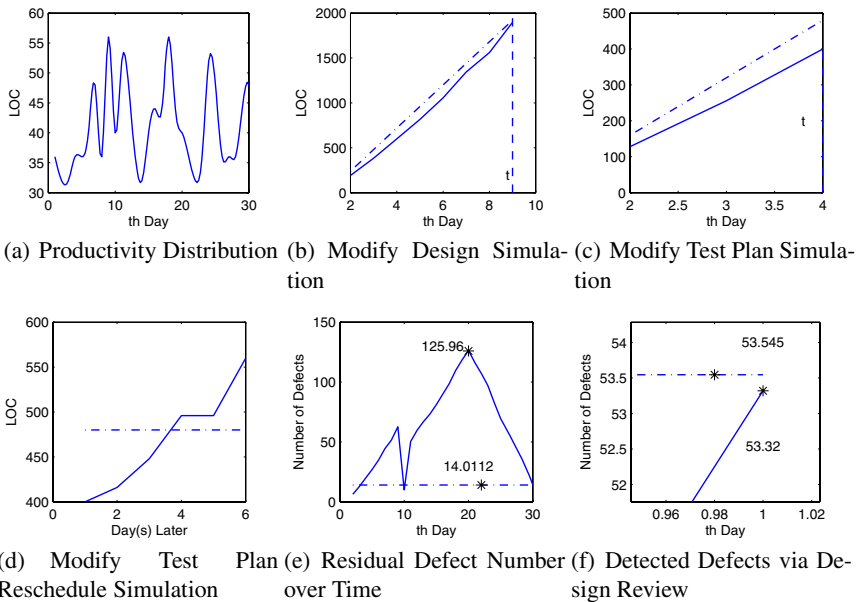 60
55
50
45
40
35
30
LOC
0 10 20 30
th Day
2000
1500
1000
500
0
LOC
t
2 4 6 8 10
th Day
500
400
300
200
100
0
LOC
t
2 2.5 3 3.5 4
th Day
(a) Productivity Distribution
(b) Modify Design Simula-
tion
(c) Modify Test Plan Simula-
tion
600
550
500
450
400
LOC
0 2 4 6
Day(s) Later
150
100
50
0
Number of Defects
125.96
14.0112
0 10 20 30
th Day
54
53.5
53
52.5
52
Number of Defects
53.545
53.32
0.96 0.98 1 1.02
th Day
(d) Modify Test Plan
Reschedule Simulation
(e) Residual Defect Number
over Time
(f) Detected Defects via De-
sign Review